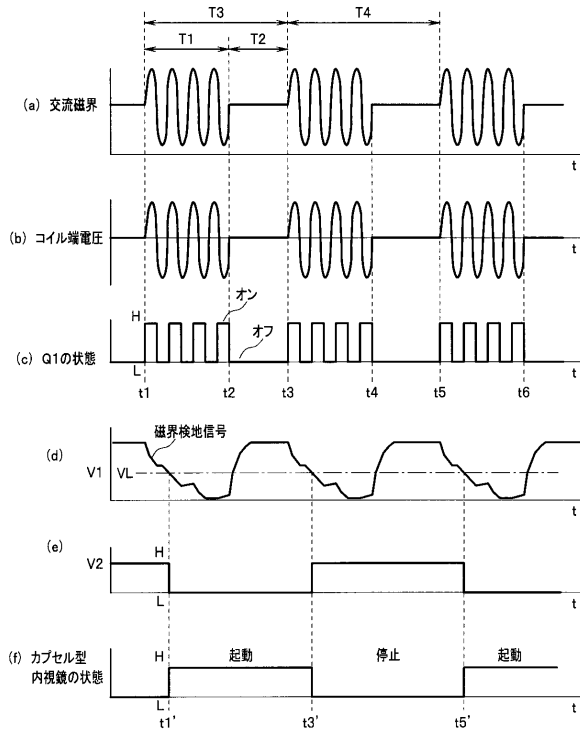 T3
T4
T1
T2
(a) 交流磁界
t
(b) コイル端電圧
t
オン
H
オフ
(c) Q1の状態
L
t1
t2
t3
t4
t5
t6
t
磁界検地信号
(d)
V1
VL
t
(e)
V2
H
L
t
(f) カプセル型
内視鏡の状態
H
L
起動
停止
起動
t
t1'
t3'
t5'